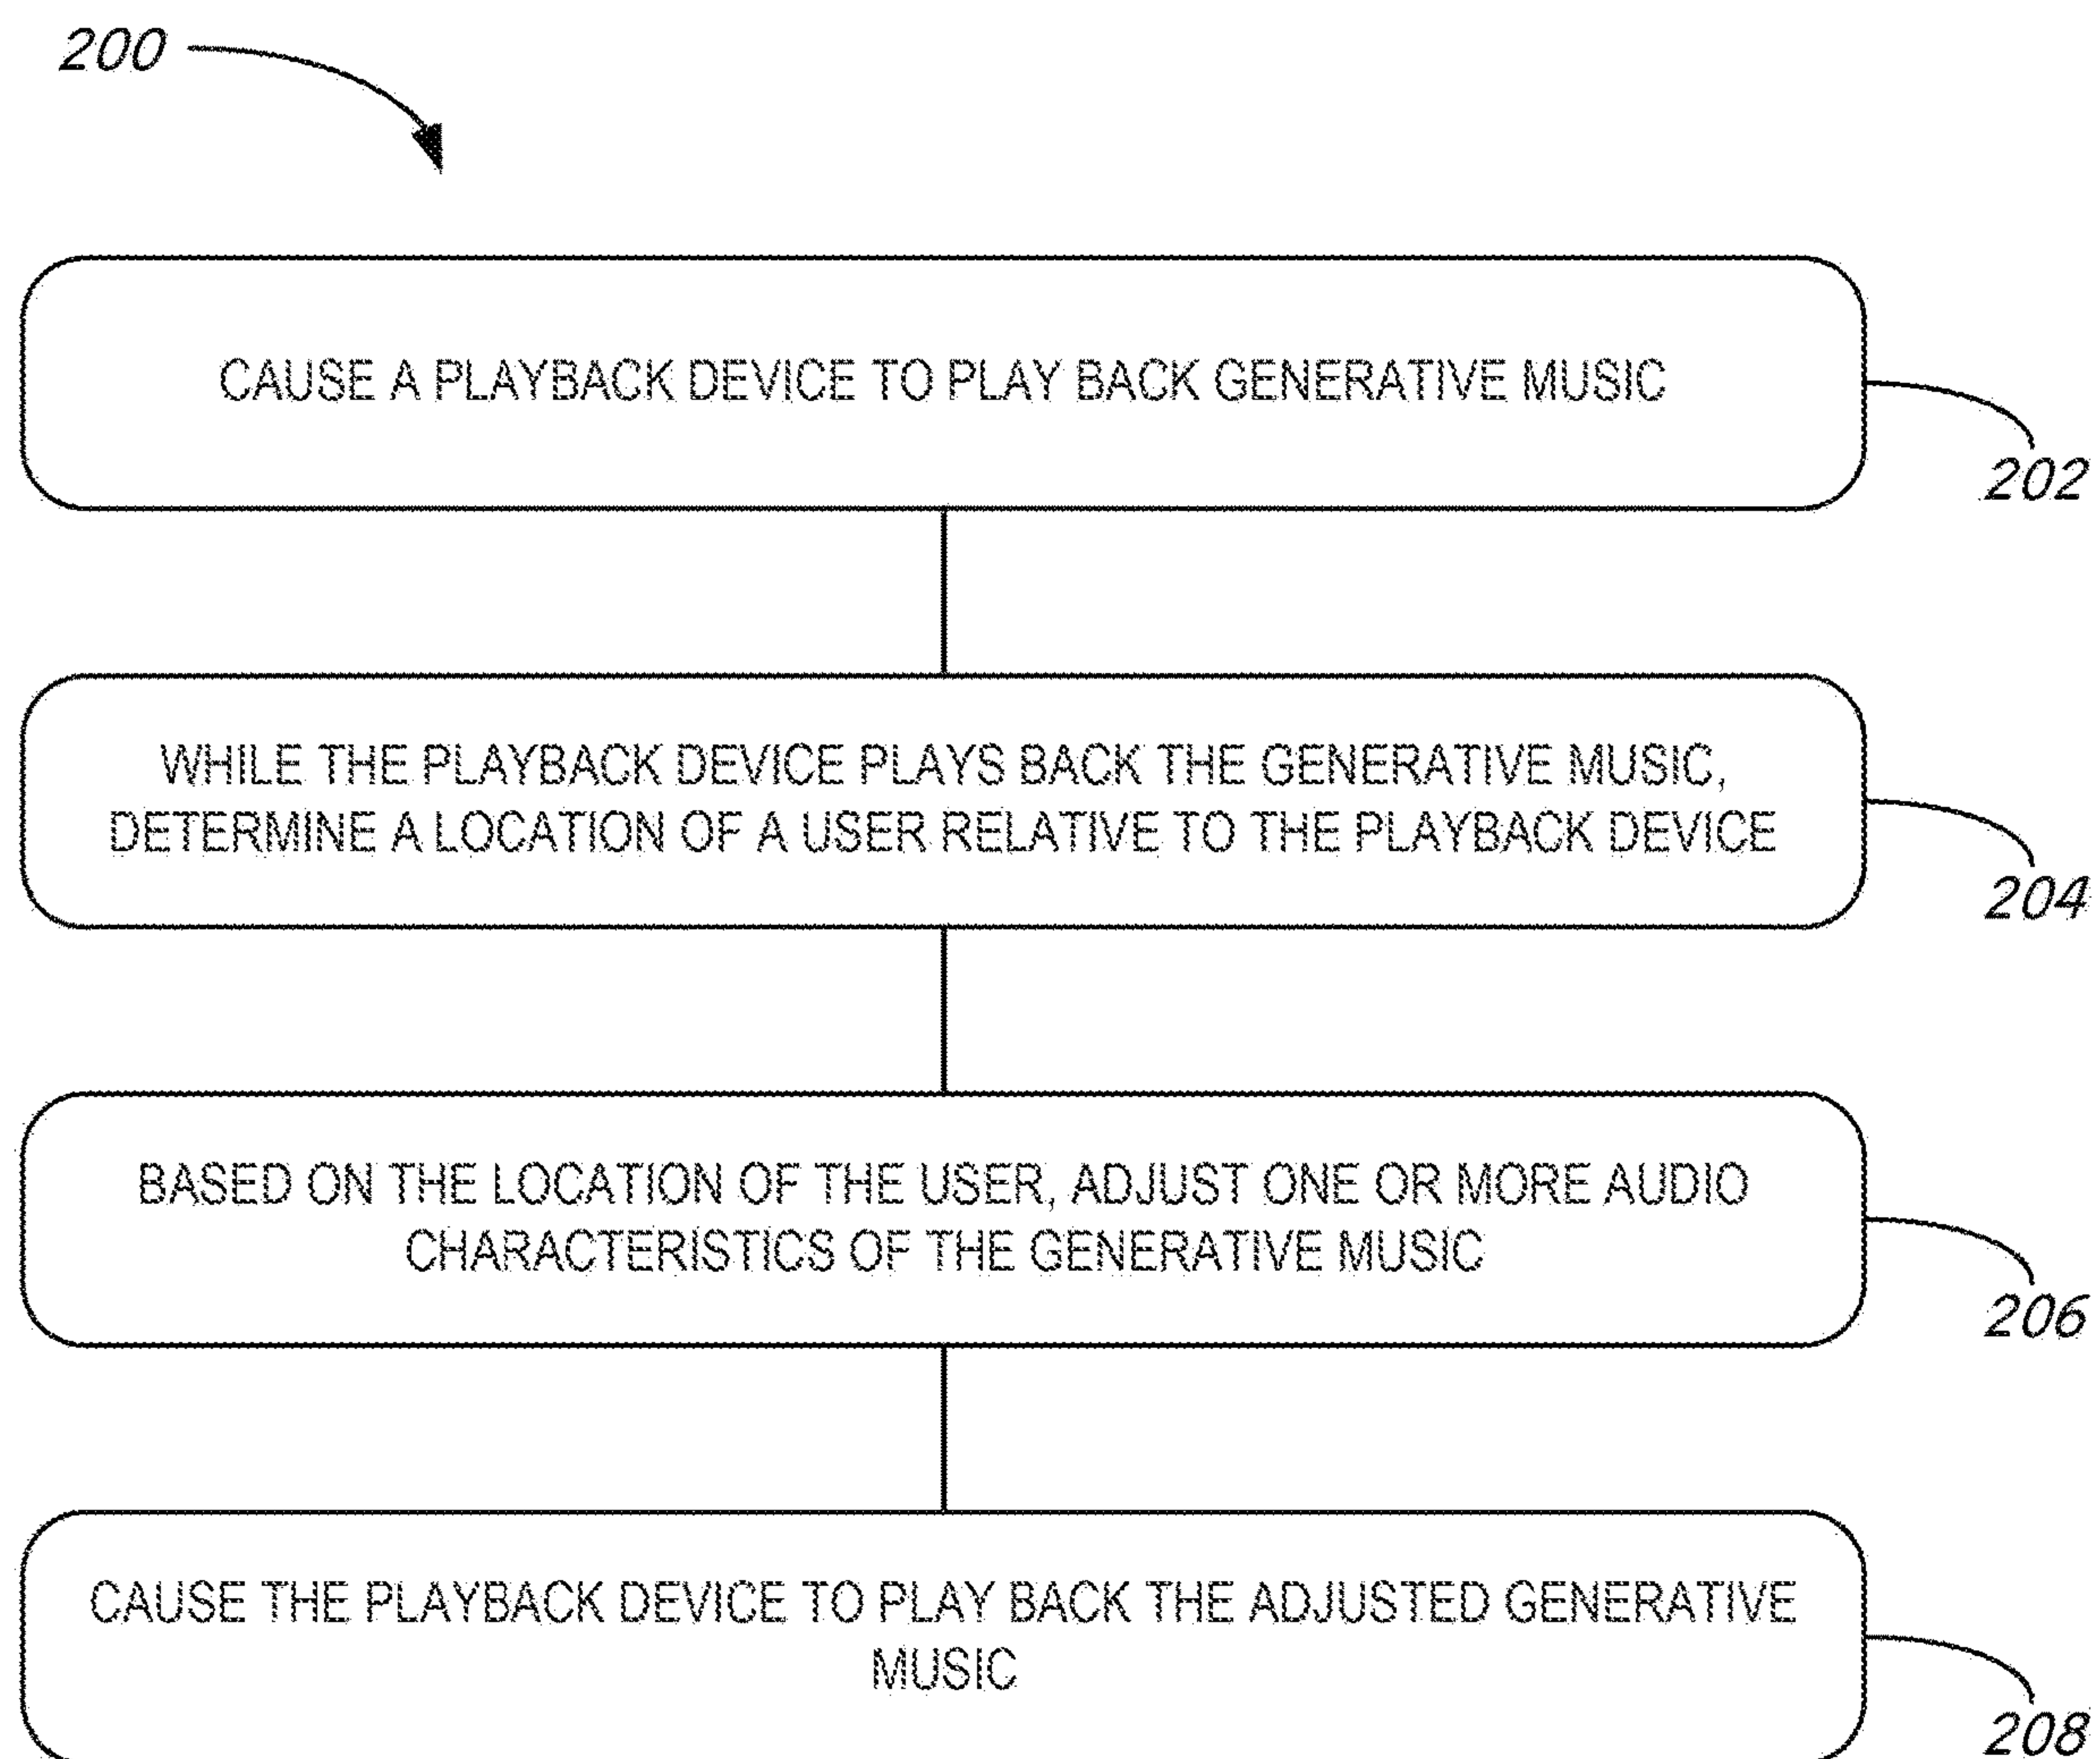 200
CAUSE A PLAYBACK DEVICE TO PLAY BACK GENERATIVE MUSIC
202
WHILE THE PLAYBACK DEVICE PLAYS BACK THE GENERATIVE MUSIC,
DETERMINE A LOCATION OF A USER RELATIVE TO THE PLAYBACK DEVICE
204
BASED ON THE LOCATION OF THE USER, ADJUST ONE OR MORE AUDIO
CHARACTERISTICS OF THE GENERATIVE MUSIC
206
CAUSE THE PLAYBACK DEVICE TO PLAY BACK THE ADJUSTED GENERATIVE
MUSIC
208